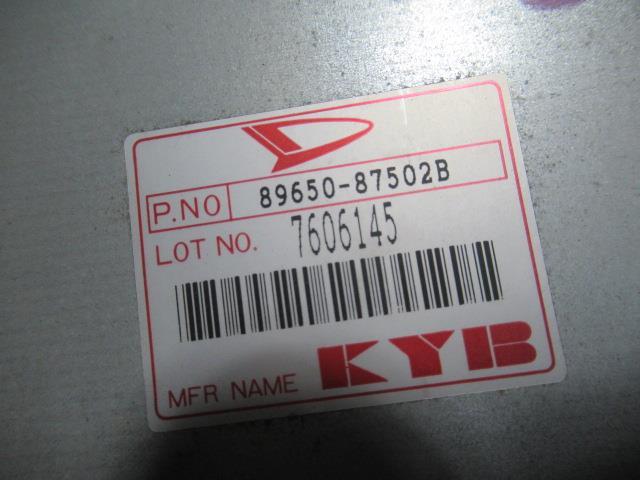 P.NO 89650-87502B
LOT NO. 7606145
MFR NAME KYB